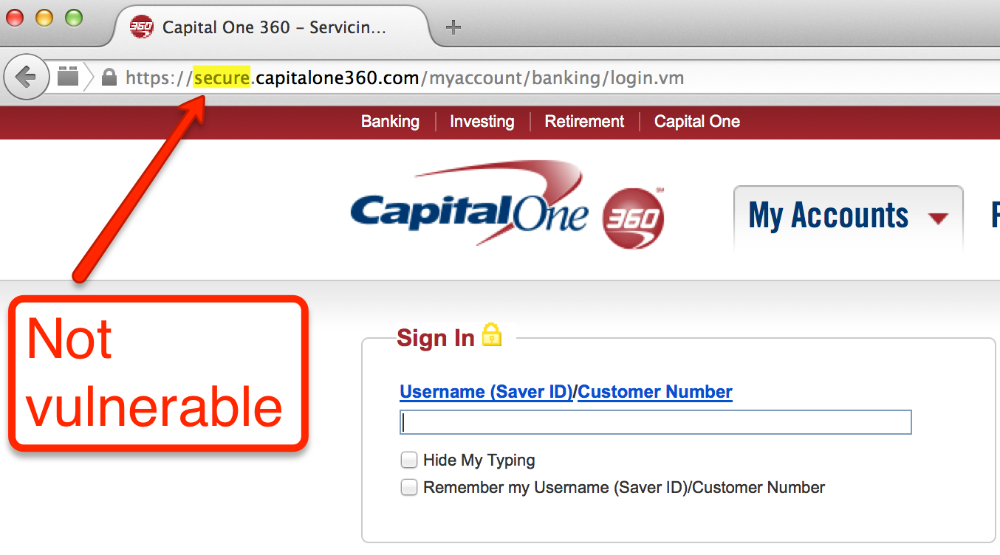 360 Capital One 360 – Servicin...
https://secure.capitalone360.com/myaccount/banking/login.vm
Banking Investing Retirement Capital One
CapitalOne 360 SM
My Accounts
Not
vulnerable
Sign In
Username (Saver ID)/Customer Number
Hide My Typing
Remember my Username (Saver ID)/Customer Number